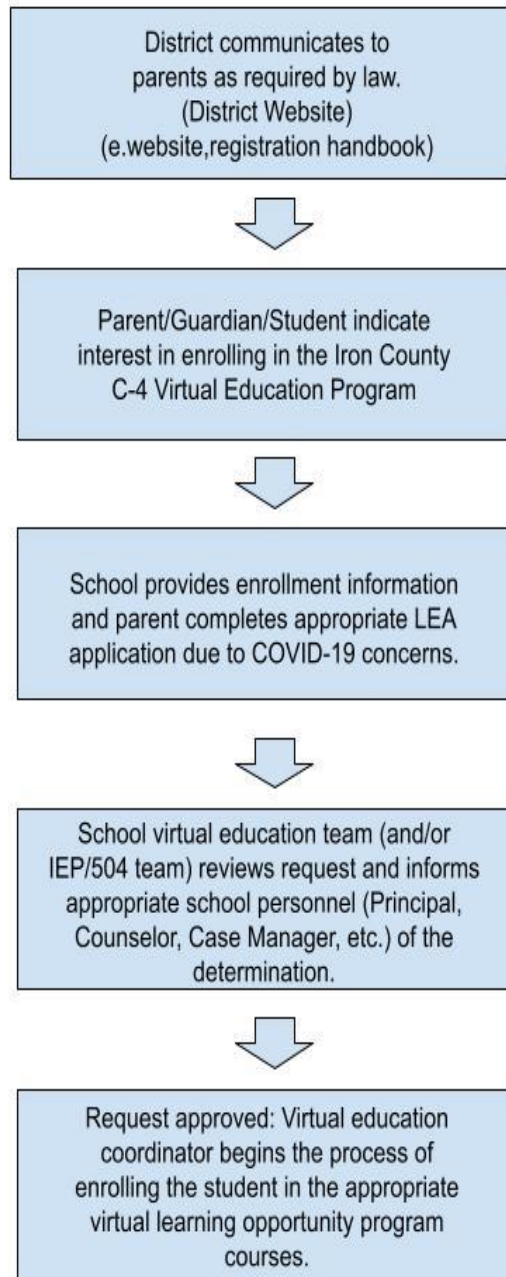 District communicates to
parents as required by law.
(District Website)
(e.website,registration handbook)
Parent/Guardian/Student indicate
interest in enrolling in the Iron County
C-4 Virtual Education Program
School provides enrollment information
and parent completes appropriate LEA
application due to COVID-19 concerns.
School virtual education team (and/or
IEP/504 team) reviews request and informs
appropriate school personnel (Principal,
Counselor, Case Manager, etc.) of the
determination.
Request approved: Virtual education
coordinator begins the process of
enrolling the student in the appropriate
virtual learning opportunity program
courses.